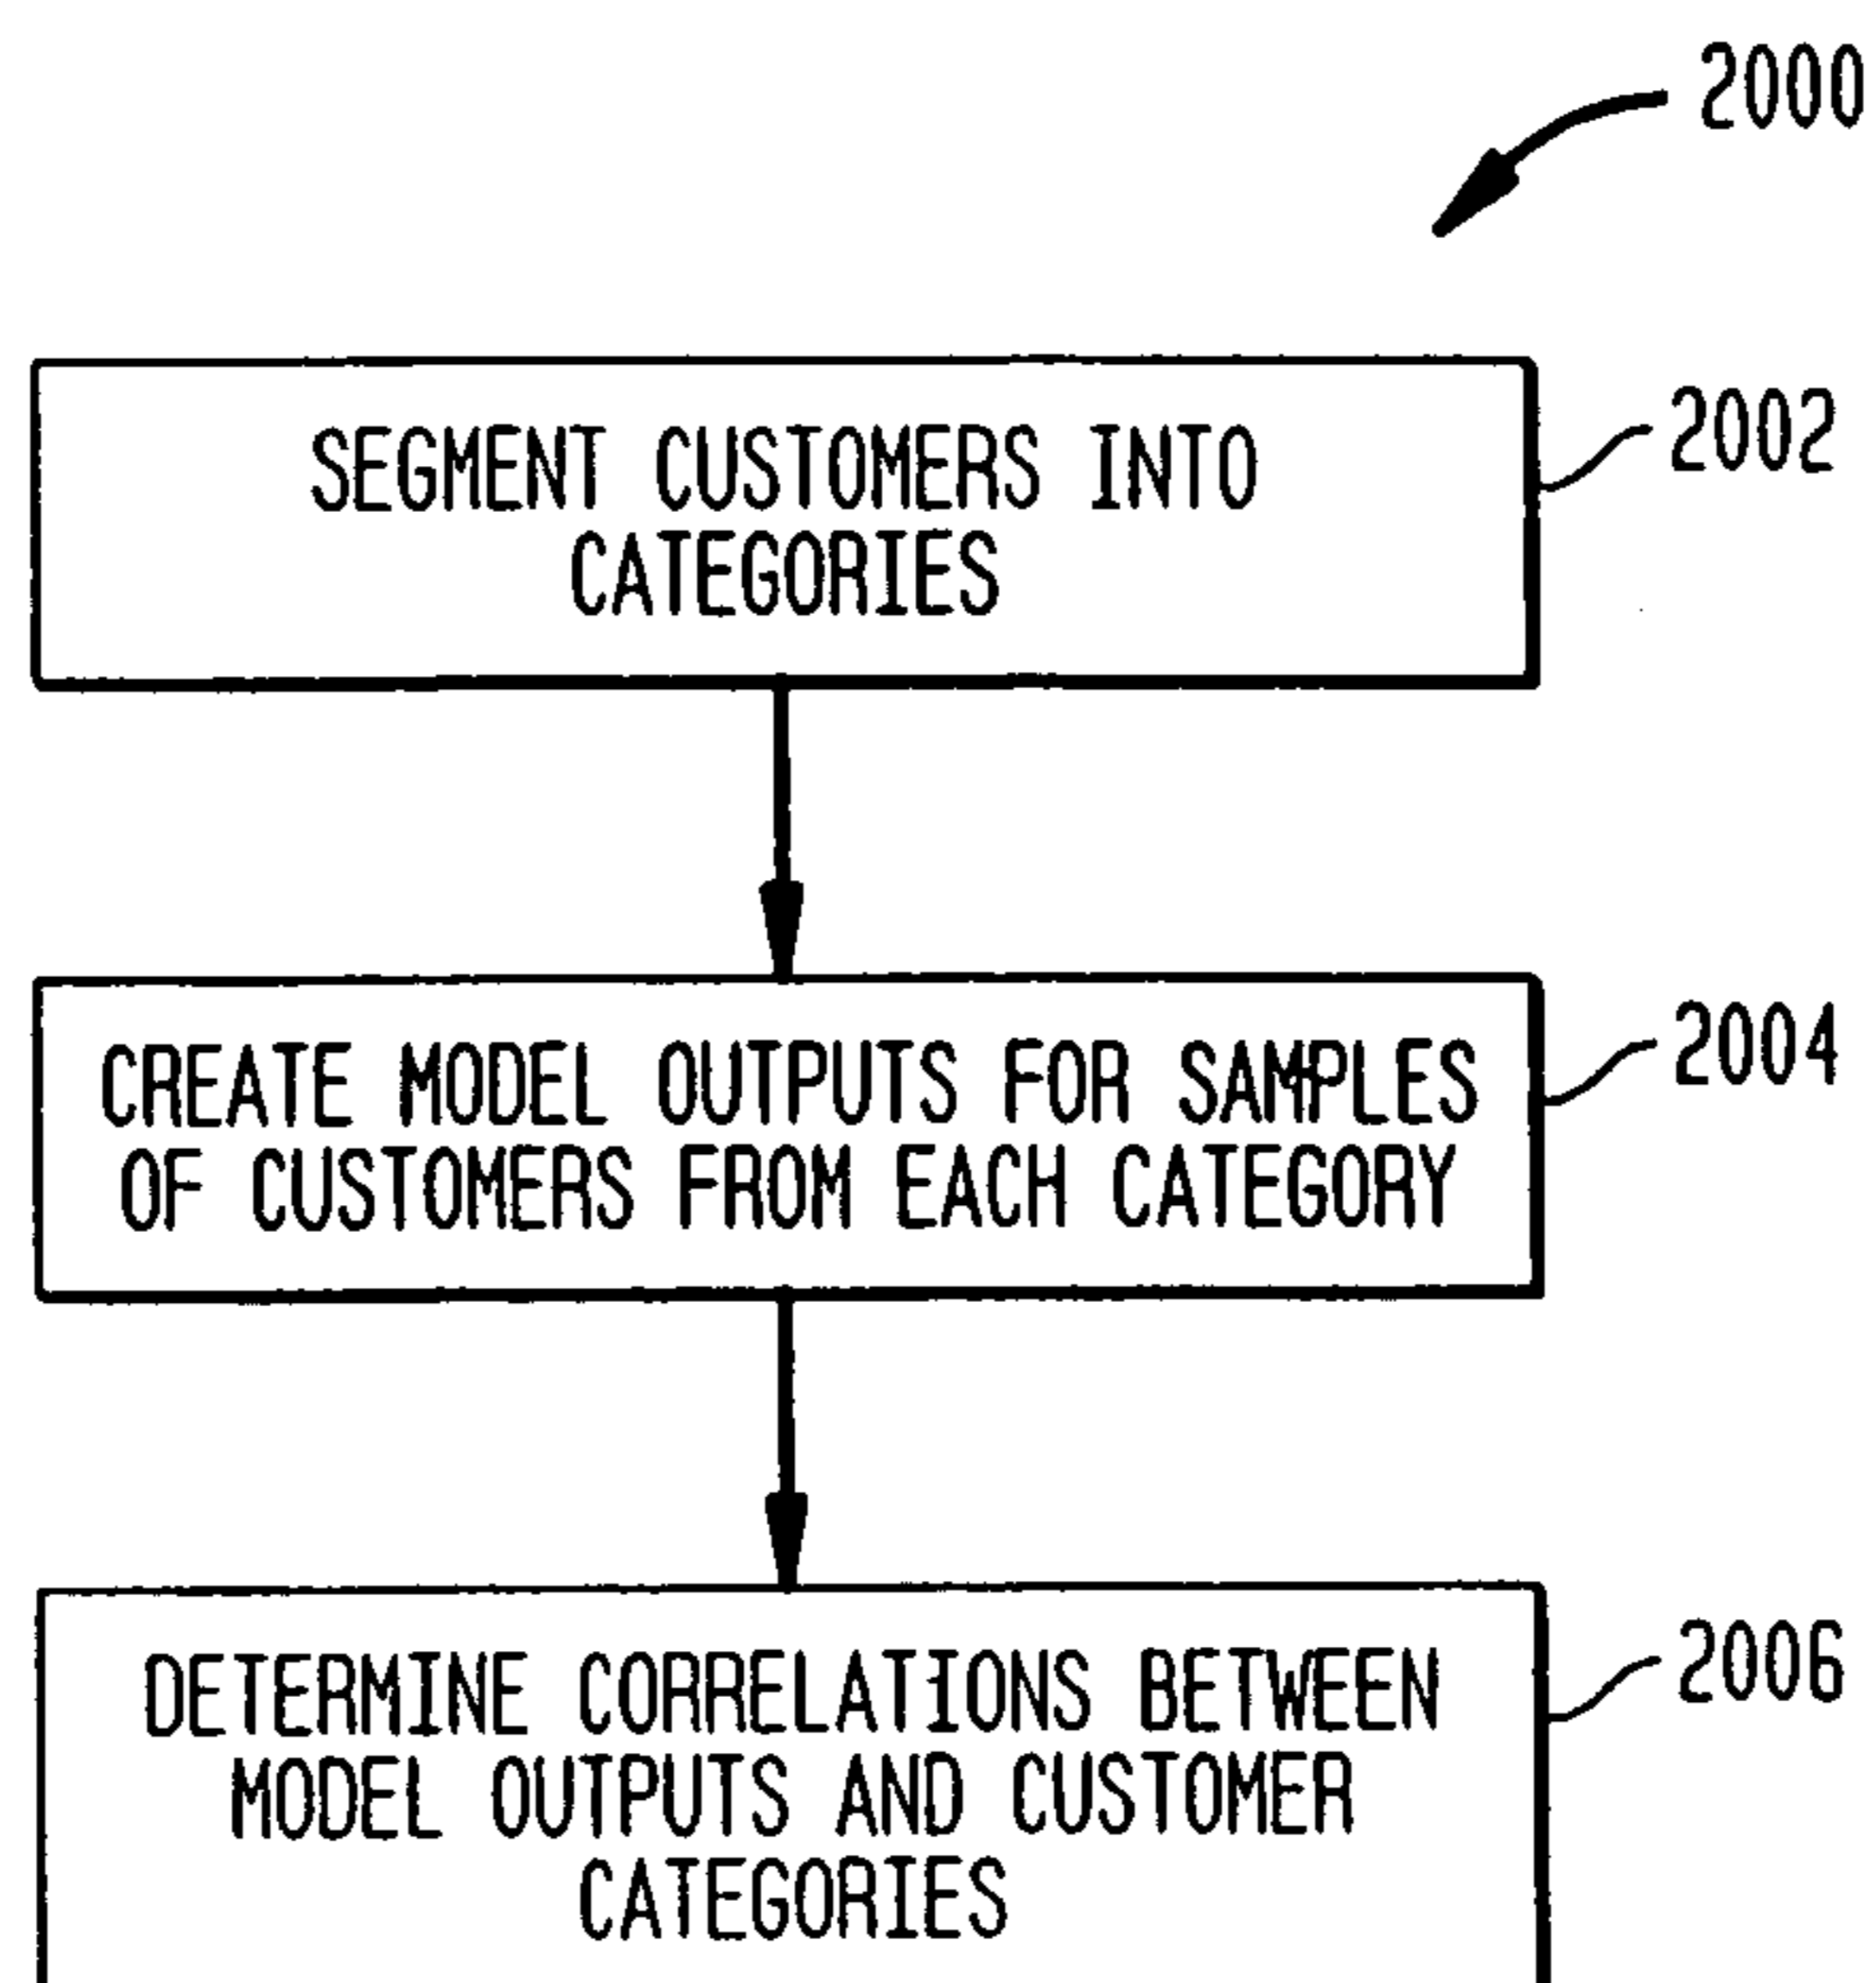 2000
SEGMENT CUSTOMERS INTO
CATEGORIES
2002
CREATE MODEL OUTPUTS FOR SAMPLES
OF CUSTOMERS FROM EACH CATEGORY
2004
DETERMINE CORRELATIONS BETWEEN
MODEL OUTPUTS AND CUSTOMER
CATEGORIES
2006